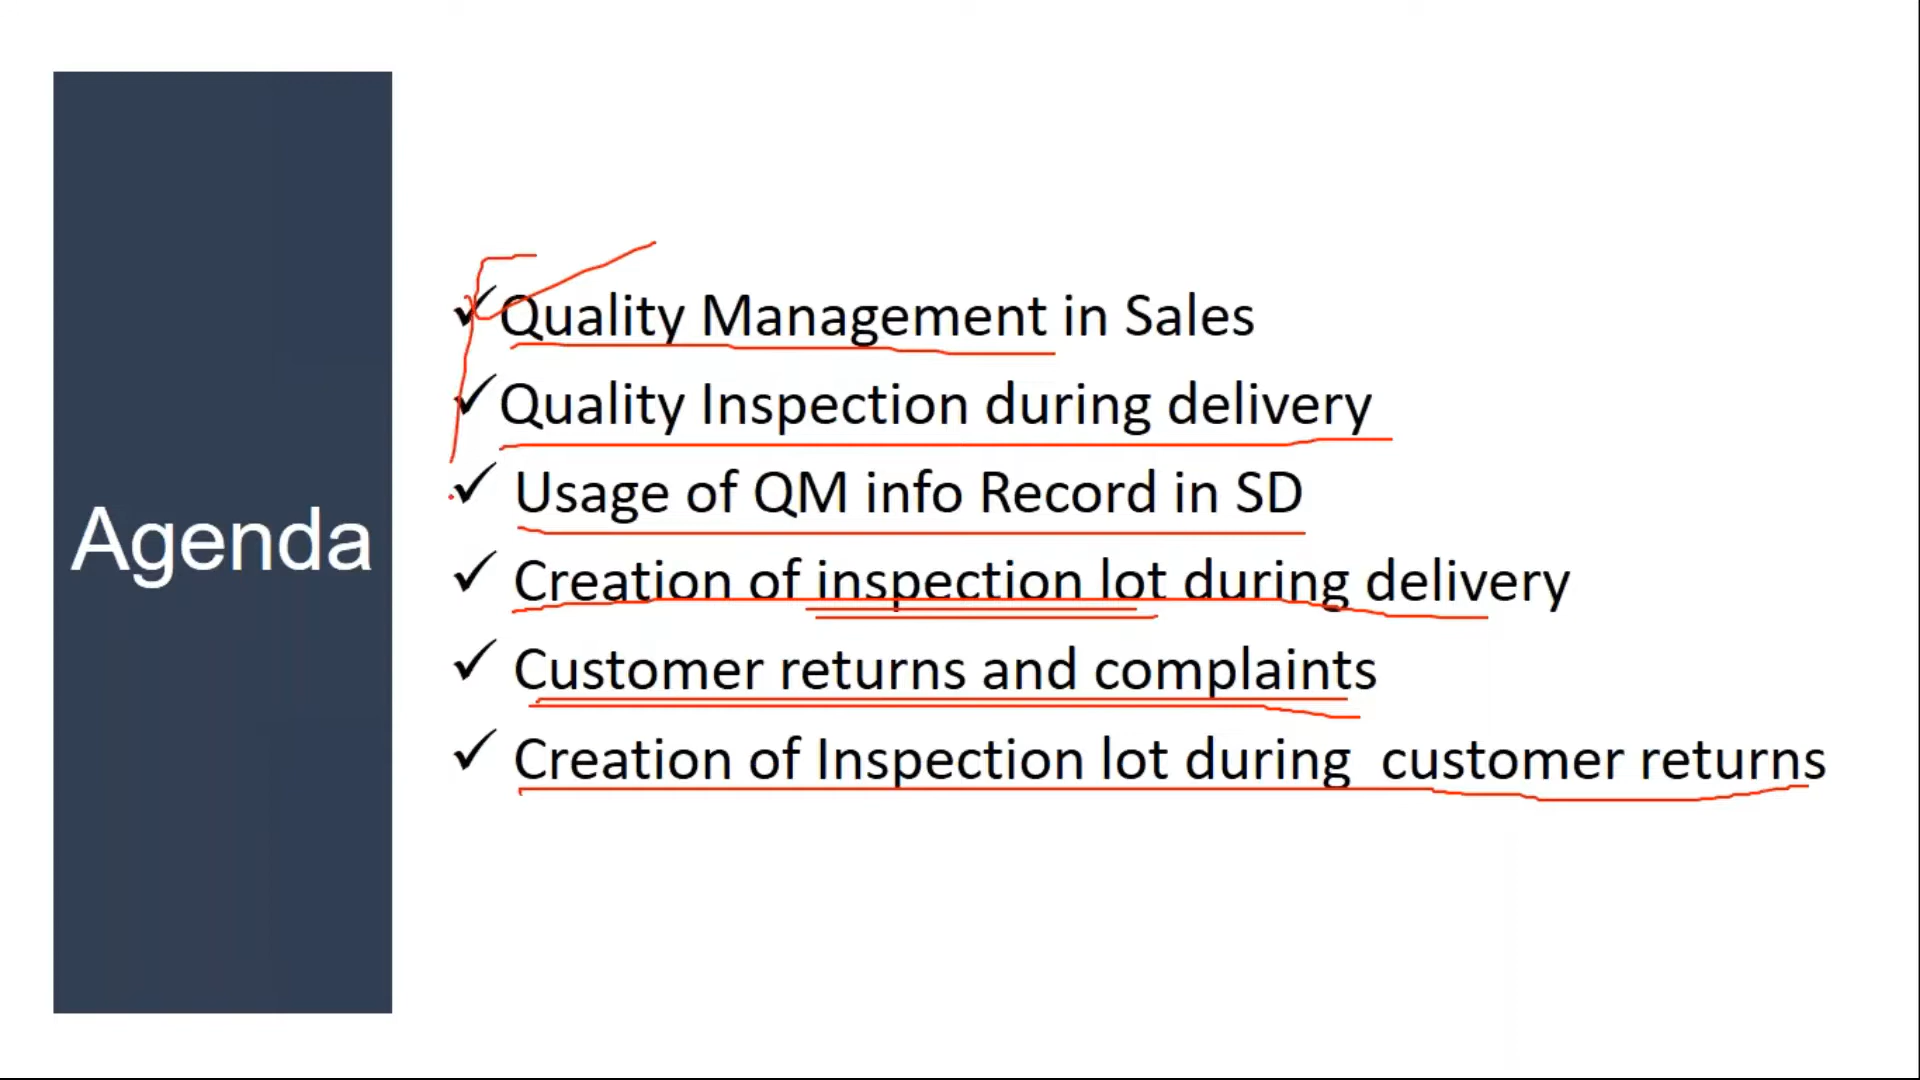 Agenda
Quality Management in Sales
Quality Inspection during delivery
Usage of QM info Record in SD
Creation of inspection lot during delivery
Customer returns and complaints
Creation of Inspection lot during customer returns